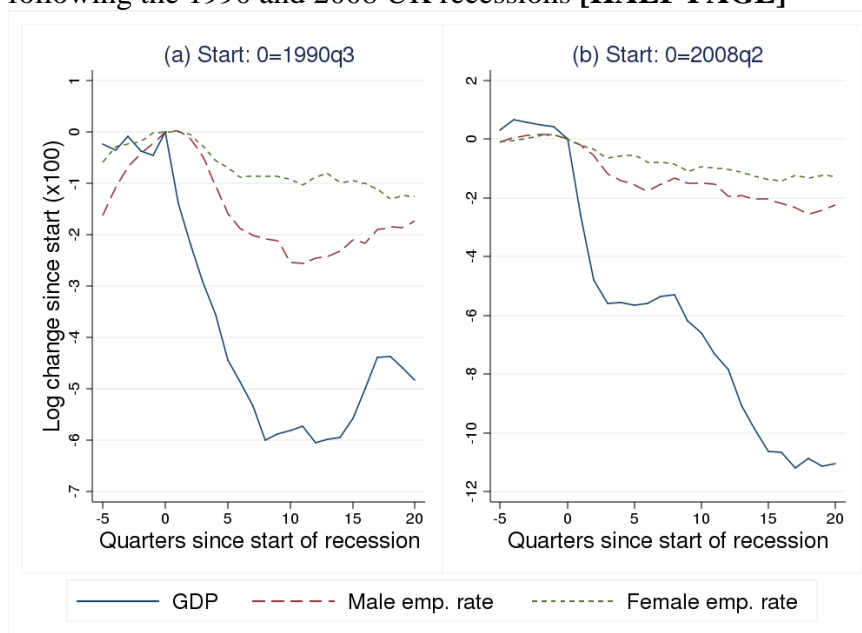 following the 1990 and 2008 UK recessions [HALF PAGE]
(a) Start: 0=1990q3
(b) Start: 0=2008q2
Log change since start (x100)
1
0
-1
-2
-3
-4
-5
-6
-7
-5 0 5 10 15 20
Quarters since start of recession
2
0
-2
-4
-6
-8
-10
-12
-5 0 5 10 15 20
Quarters since start of recession
GDP Male emp. rate Female emp. rate